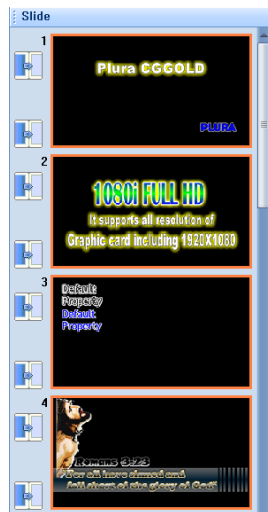 Slide
1
Plura CGGOLD
PLURA
2
1080i FULL HD
It supports all resolution of
Graphic card including 1920X1080
3
Default
Property
Default
Property
4
Romans 3:23
"For all have sinned and
fall short of the glory of God"